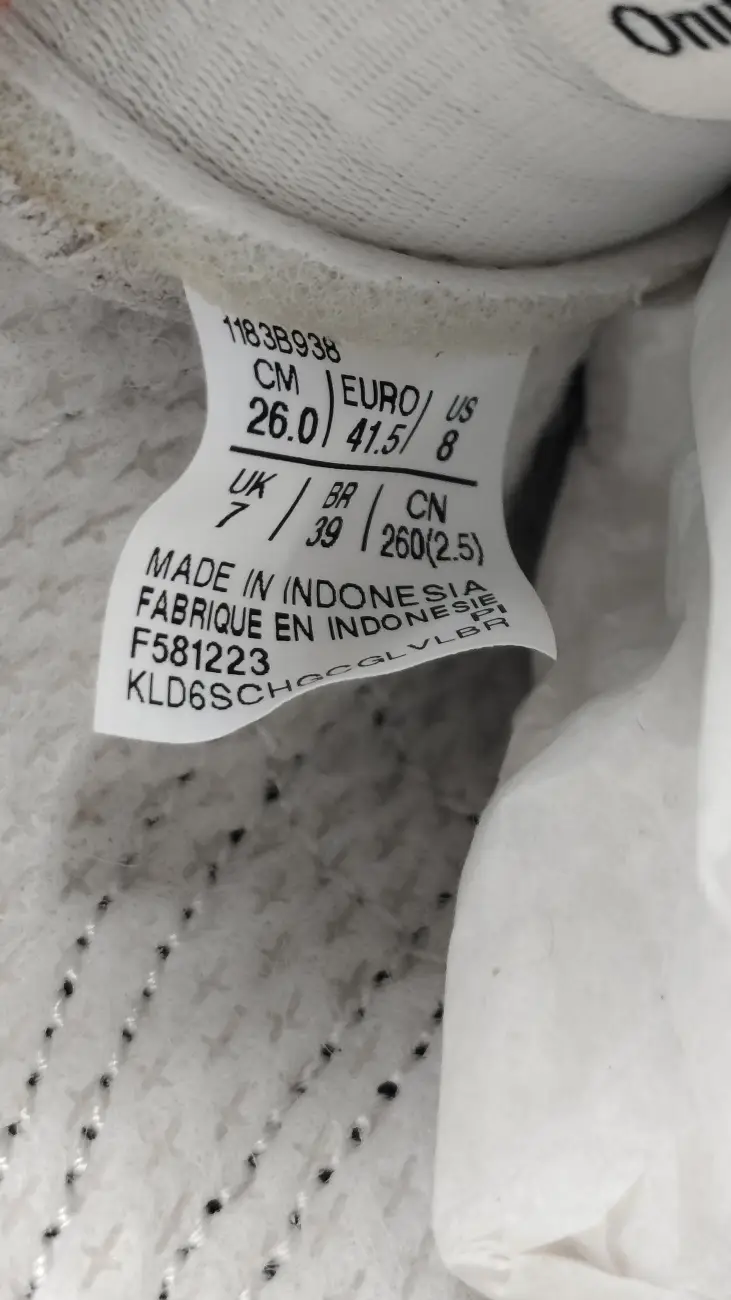 1183B938
CM / EURO / US
26.0 / 41.5 / 8
UK / BR / CN
7 / 39 / 260(2.5)
MADE IN INDONESIA
FABRIQUE EN INDONESIE
F581223 PI
KLD6SCHGCGLVLBR